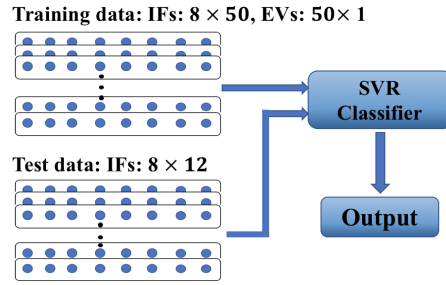 Training data: IFs: 8 × 50, EVs: 50× 1
SVR
Classifier
Test data: IFs: 8 × 12
Output